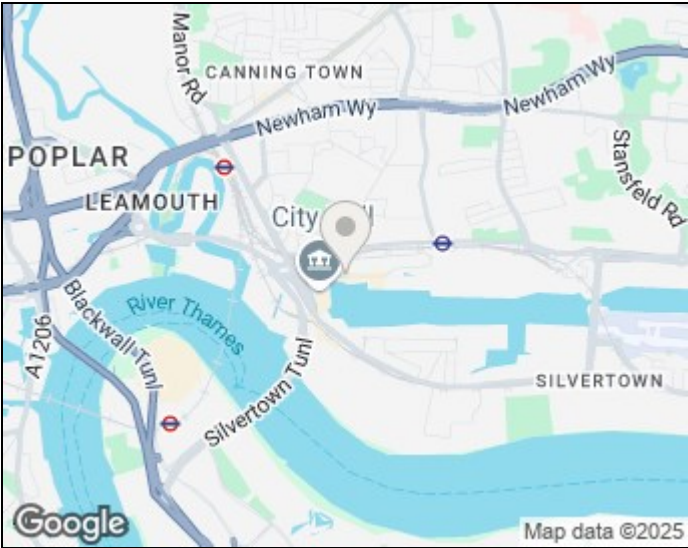 Manor Rd
CANNING TOWN
Newham Wy
Newham Wy
POPLAR
Stansfeld Rd
LEAMOUTH
City
River Thames
Blackwall Tunl
A1206
Silvertown Tunl
SILVERTOWN
Google
Map data ©2025